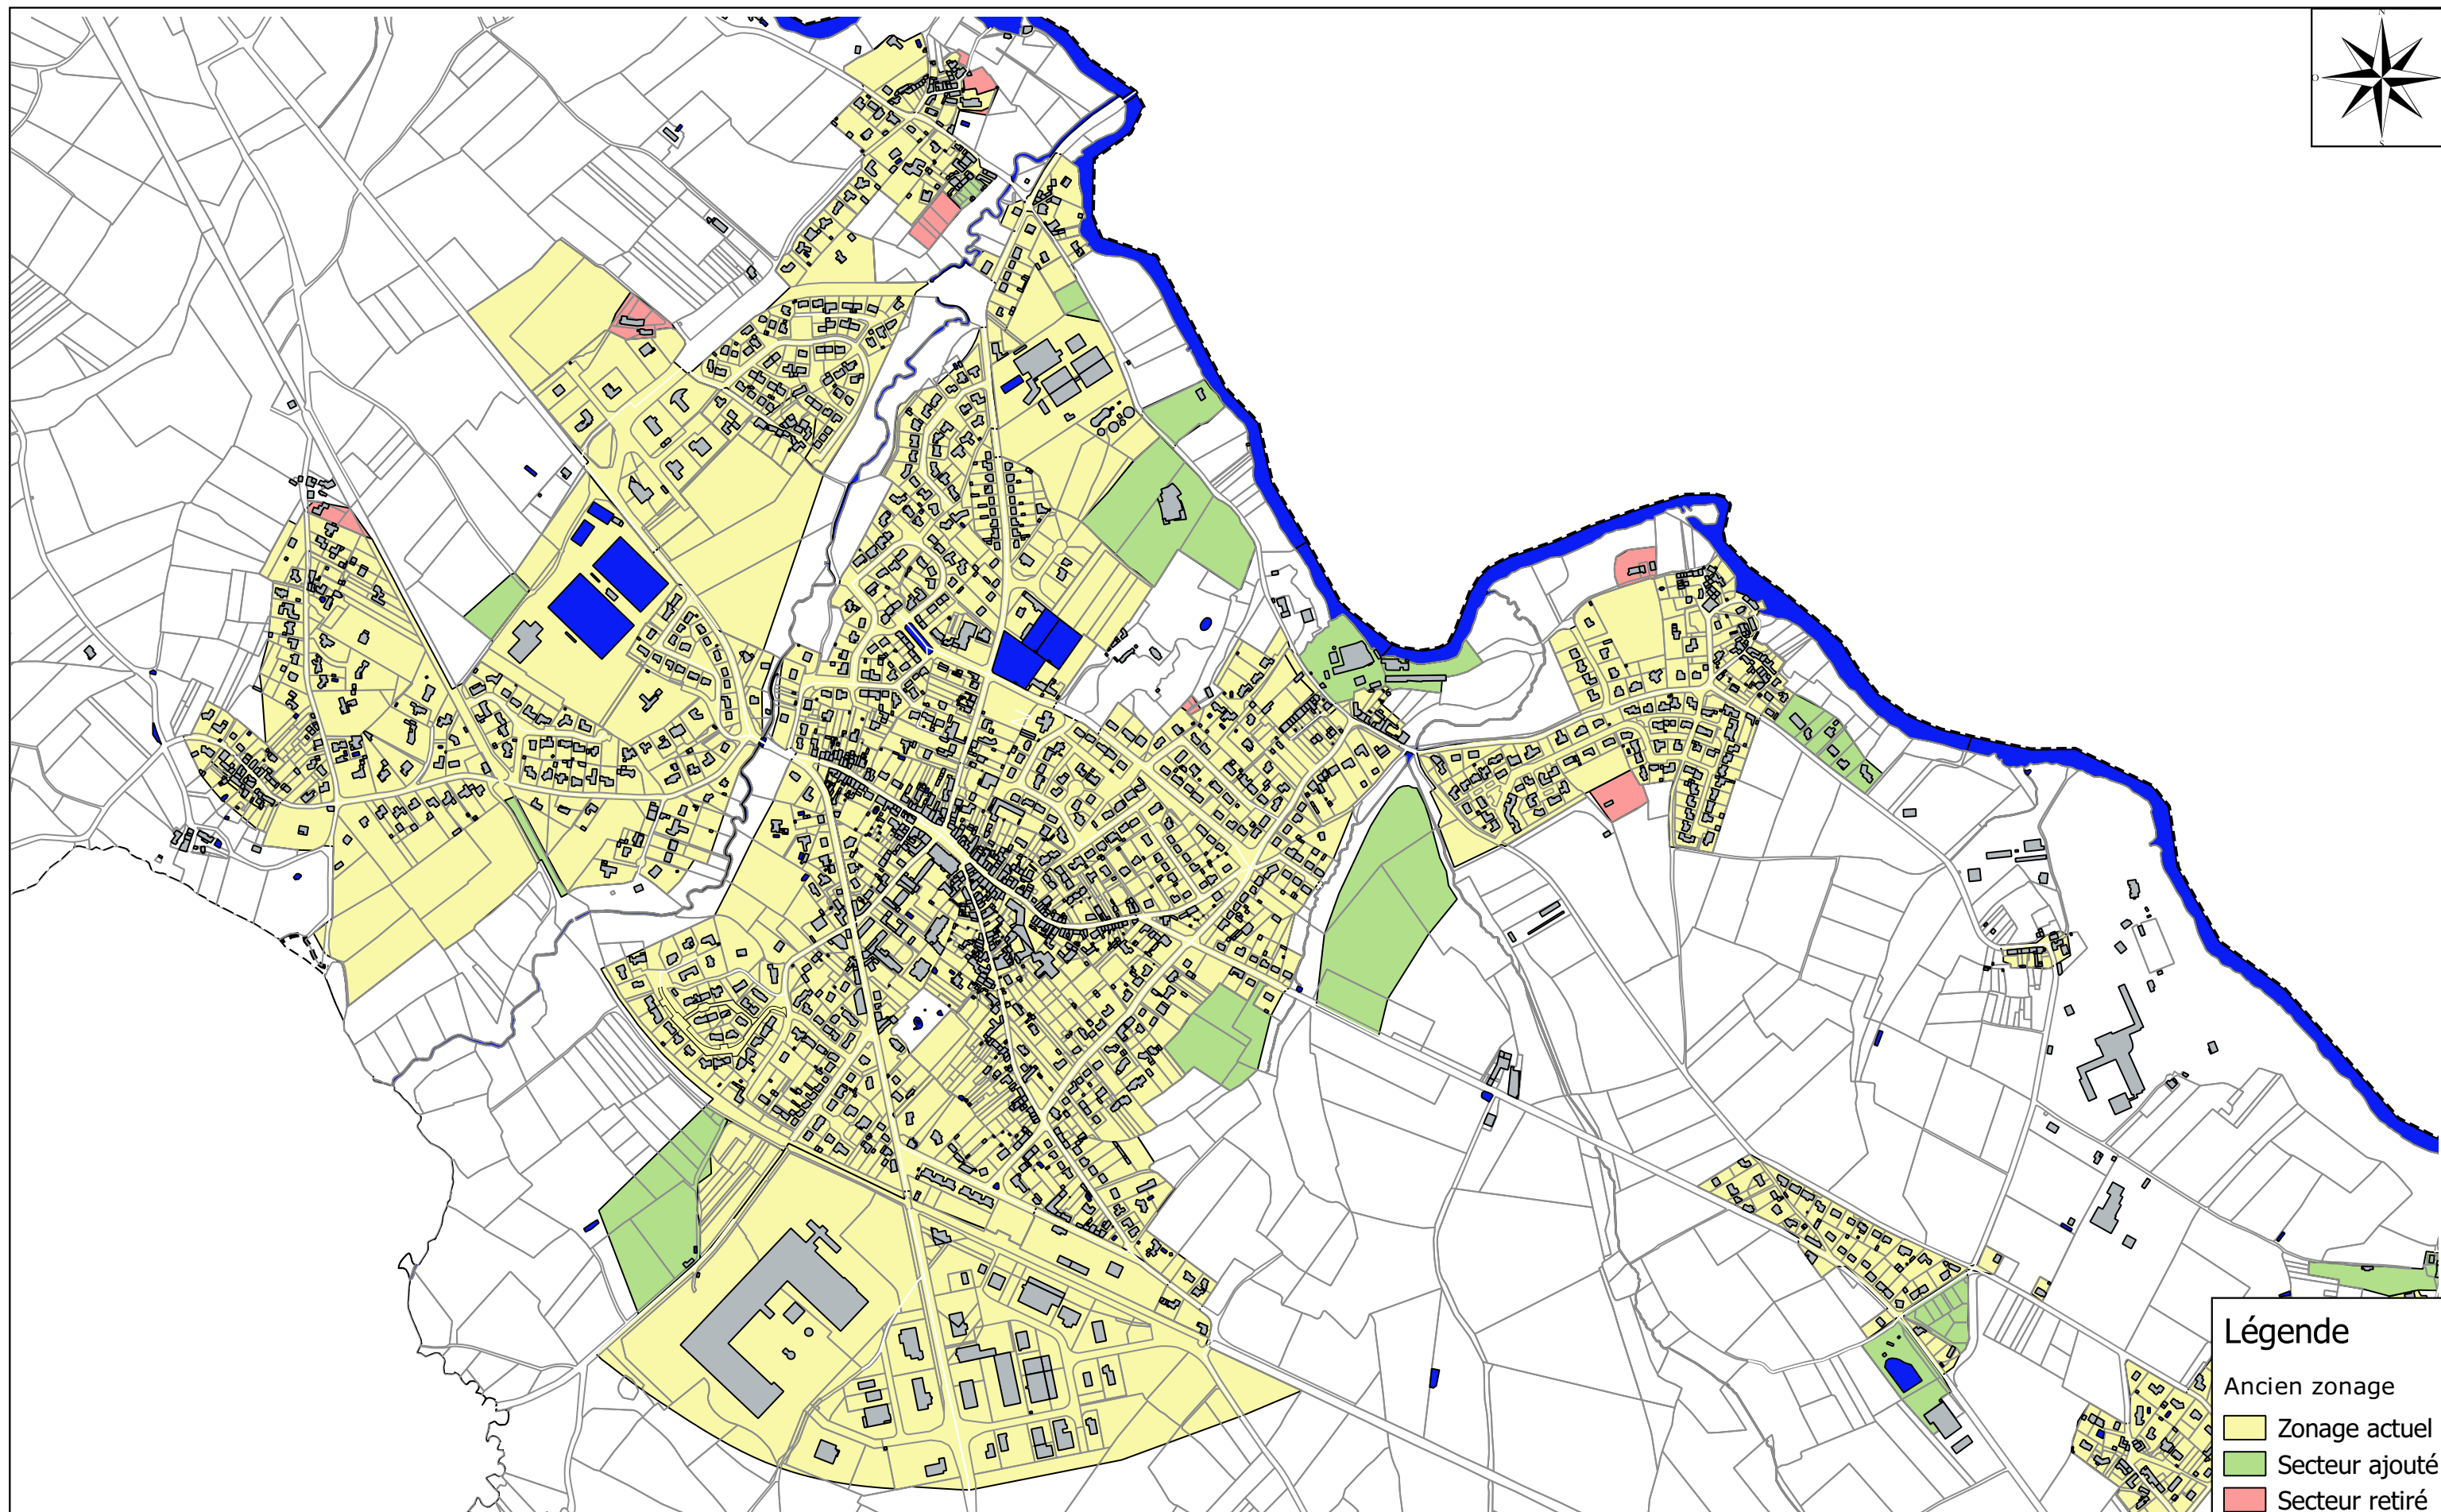 N
O
S
Légende
Ancien zonage
Zonage actuel
Secteur ajouté
Secteur retiré